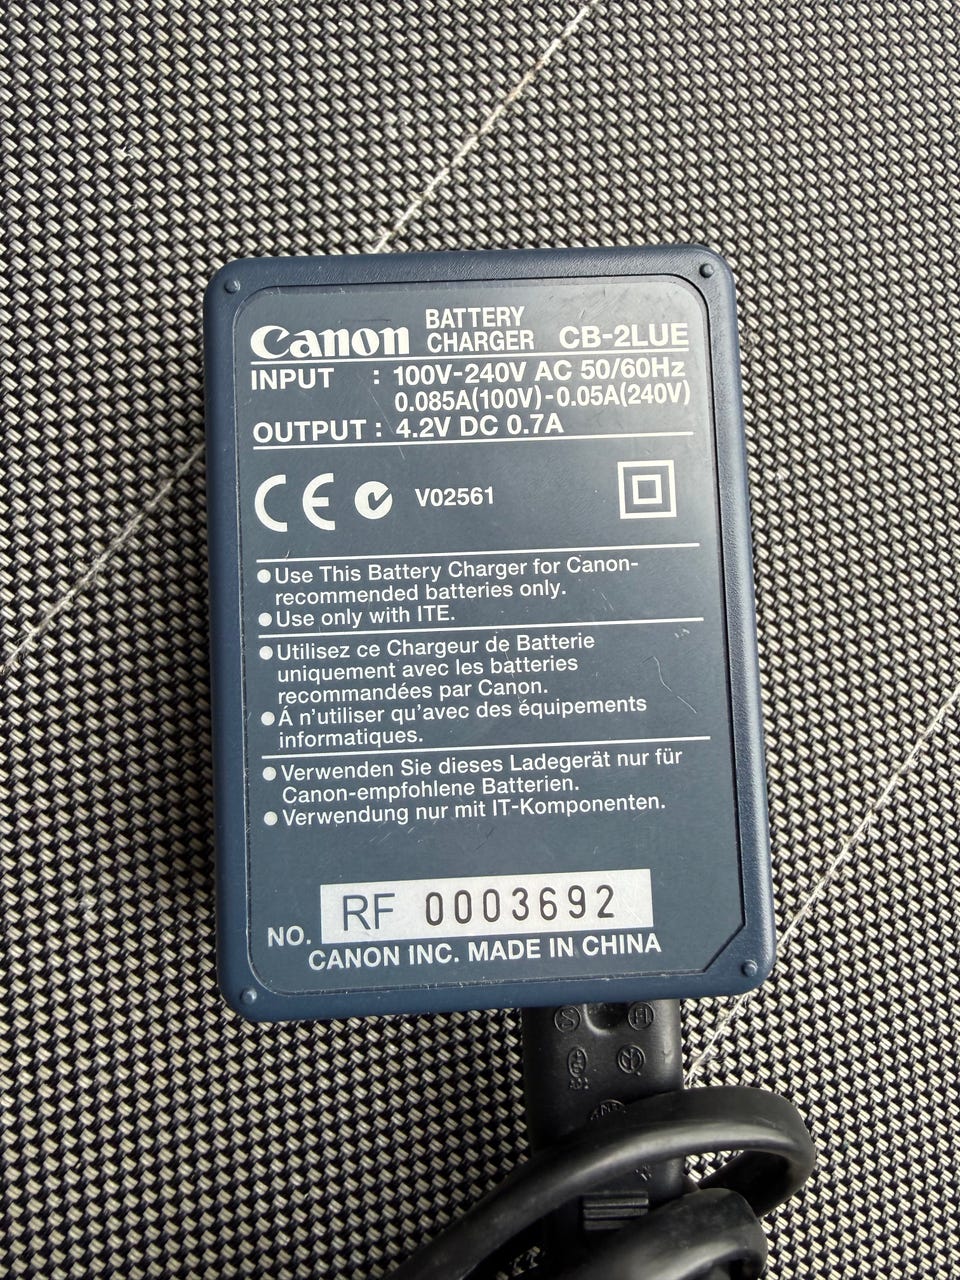 Canon BATTERY CHARGER CB-2LUE
INPUT : 100V-240V AC 50/60Hz
0.085A(100V)-0.05A(240V)
OUTPUT : 4.2V DC 0.7A
CE V02561
● Use This Battery Charger for Canon-
recommended batteries only.
● Use only with ITE.
● Utilisez ce Chargeur de Batterie
uniquement avec les batteries
recommandées par Canon.
● Á n'utiliser qu'avec des équipements
informatiques.
● Verwenden Sie dieses Ladegerät nur für
Canon-empfohlene Batterien.
● Verwendung nur mit IT-Komponenten.
NO. RF 0003692
CANON INC. MADE IN CHINA